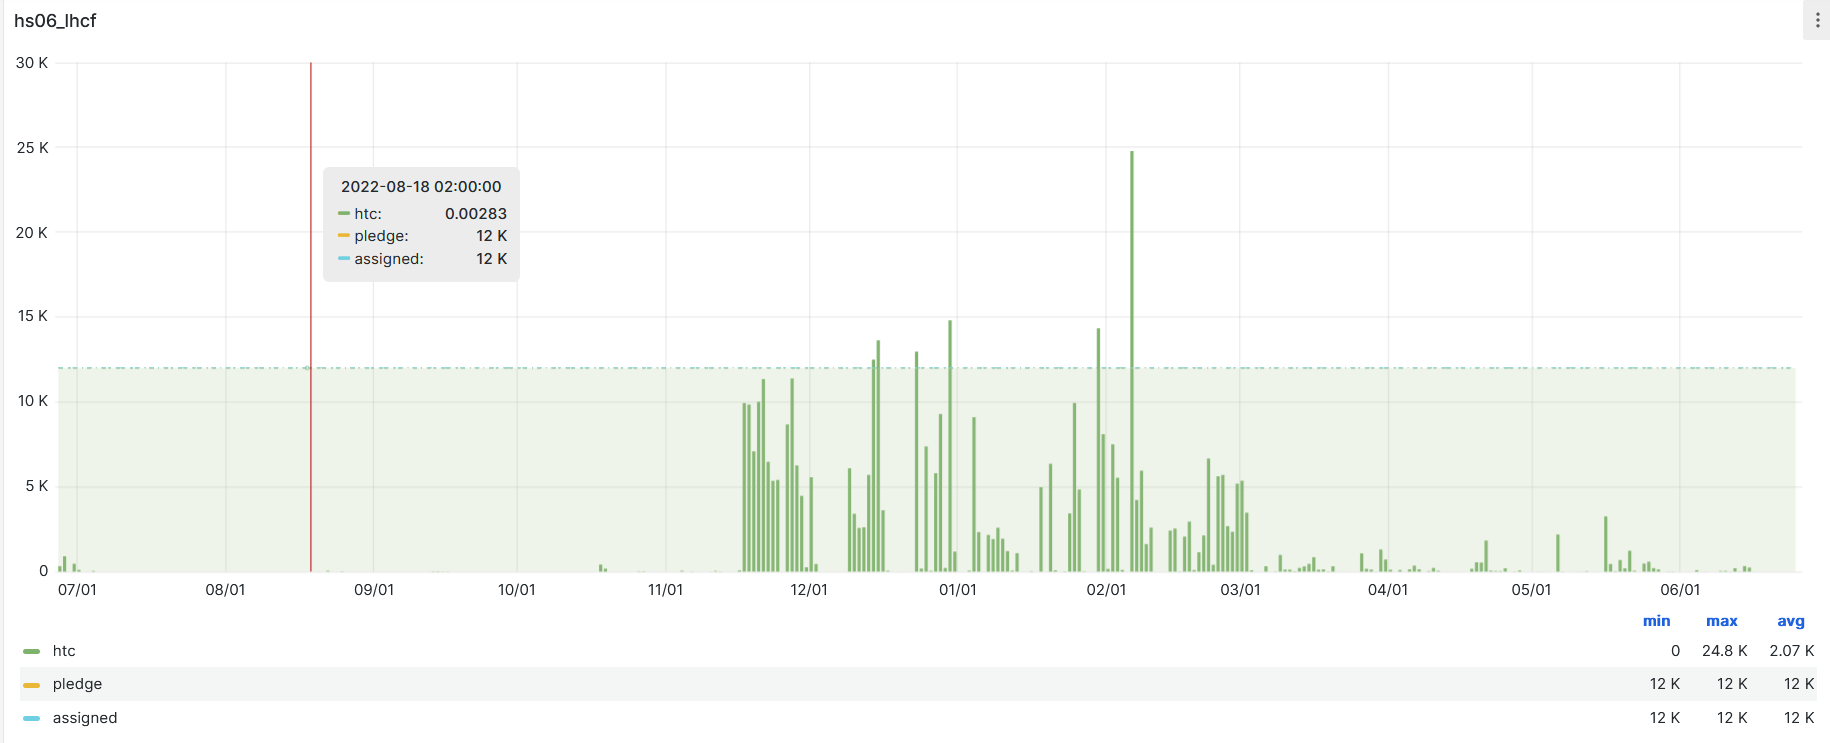 hs06_lhcf
30 K
25 K
20 K
15 K
10 K
5 K
0
2022-08-18 02:00:00
htc: 0.00283
pledge: 12 K
assigned: 12 K
07/01 08/01 09/01 10/01 11/01 12/01 01/01 02/01 03/01 04/01 05/01 06/01
min max avg
htc 0 24.8 K 2.07 K
pledge 12 K 12 K 12 K
assigned 12 K 12 K 12 K